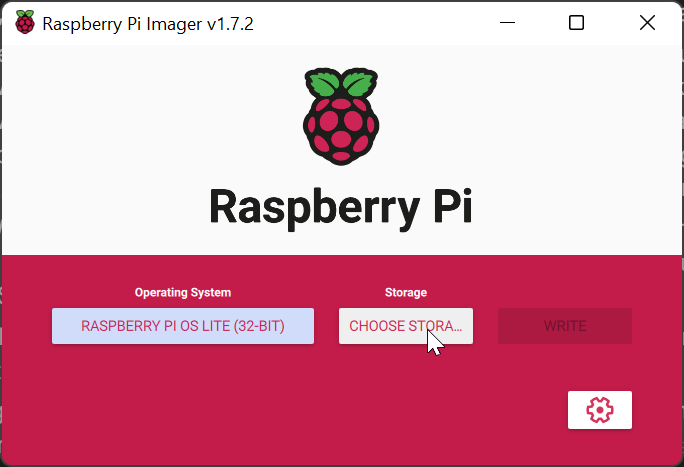 Raspberry Pi Imager v1.7.2
Raspberry Pi
Operating System
Storage
RASPBERRY PI OS LITE (32-BIT)
CHOOSE STORA...
WRITE